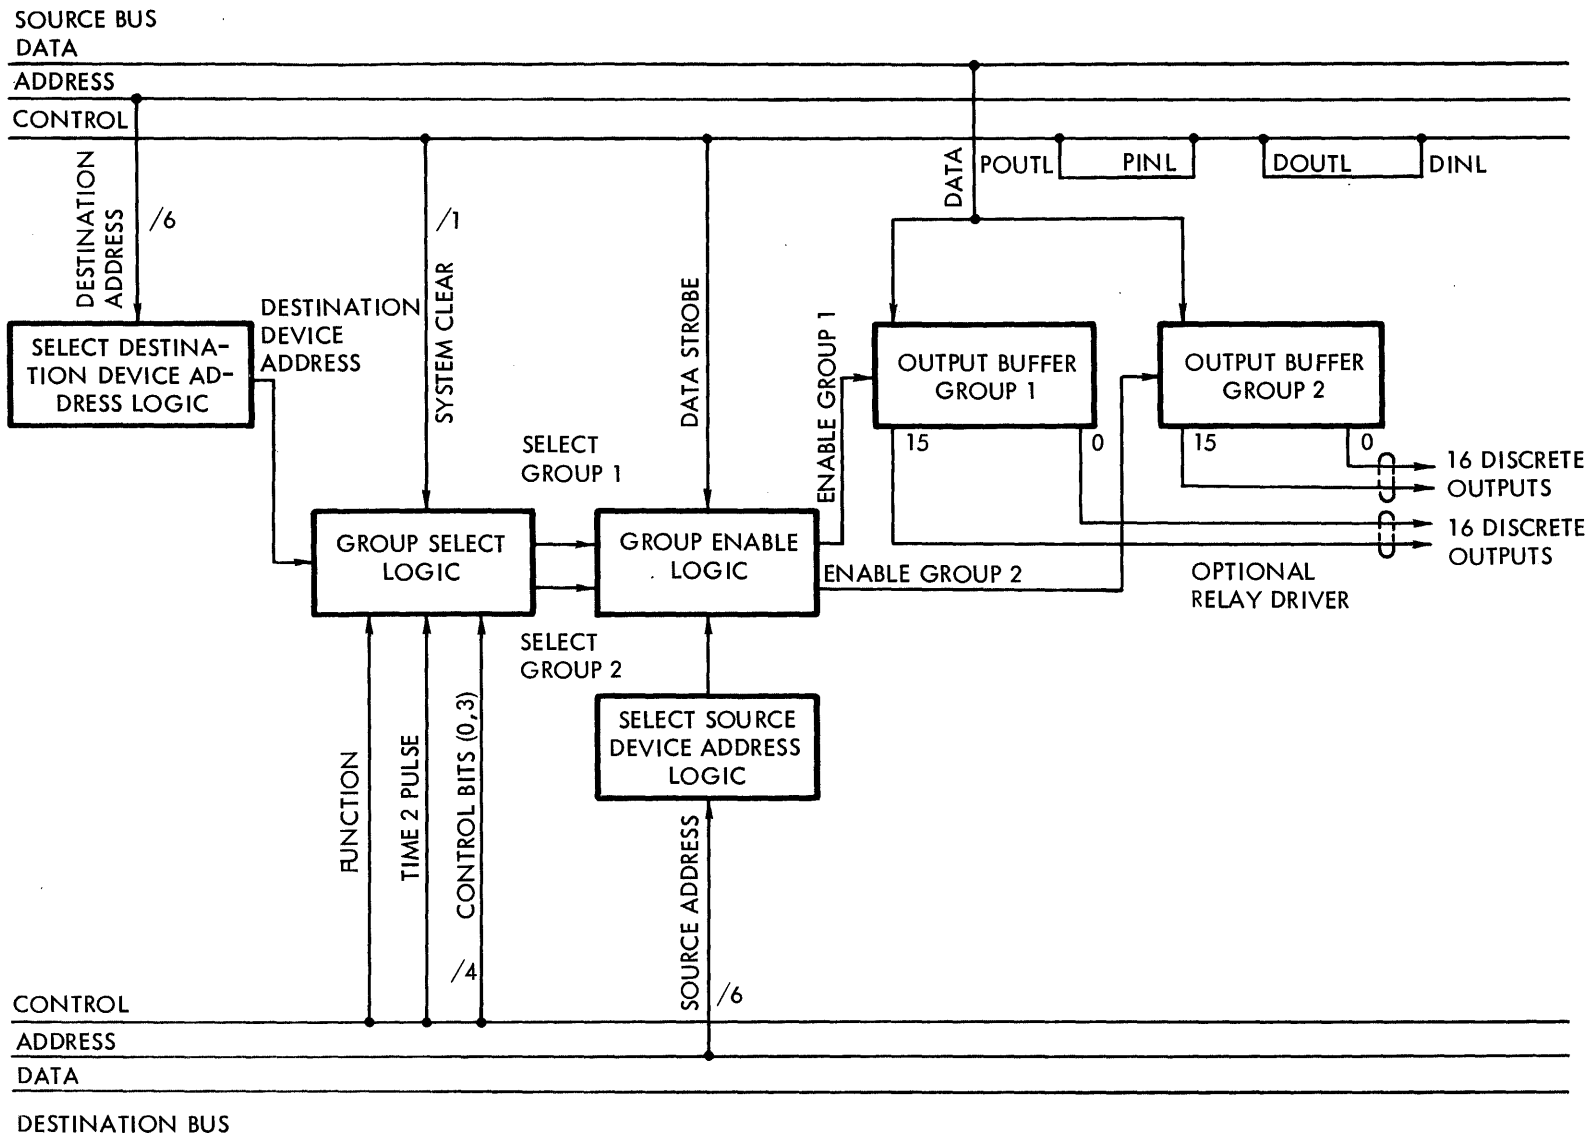 SOURCE BUS
DATA
ADDRESS
CONTROL
DESTINATION
ADDRESS
/6
/1
SYSTEM CLEAR
DATA STROBE
DATA
POUTL
PINL
DOUTL
DINL
DESTINATION
DEVICE
ADDRESS
SELECT DESTINA-
TION DEVICE AD-
DRESS LOGIC
ENABLE GROUP 1
OUTPUT BUFFER
GROUP 1
OUTPUT BUFFER
GROUP 2
15
0
15
0
SELECT
GROUP 1
16 DISCRETE
OUTPUTS
16 DISCRETE
OUTPUTS
GROUP SELECT
LOGIC
GROUP ENABLE
LOGIC
ENABLE GROUP 2
OPTIONAL
RELAY DRIVER
SELECT
GROUP 2
SELECT SOURCE
DEVICE ADDRESS
LOGIC
FUNCTION
TIME 2 PULSE
CONTROL BITS (0,3)
/4
SOURCE ADDRESS
/6
CONTROL
ADDRESS
DATA
DESTINATION BUS